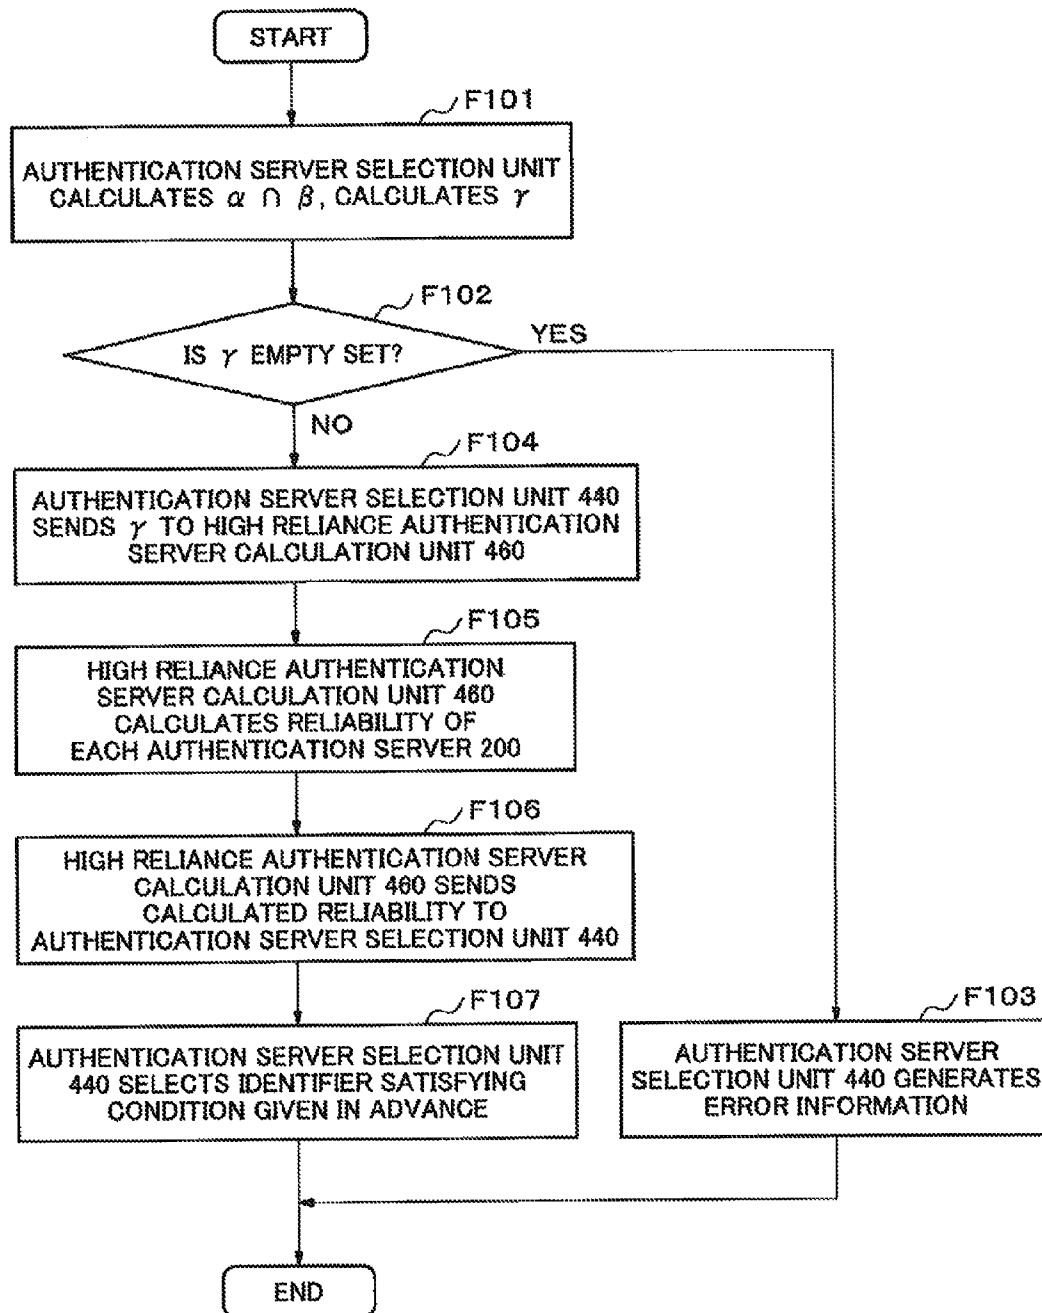 START
F101
AUTHENTICATION SERVER SELECTION UNIT
CALCULATES α ∩ β, CALCULATES γ
F102
IS γ EMPTY SET?
YES
NO
F104
AUTHENTICATION SERVER SELECTION UNIT 440
SENDS γ TO HIGH RELIANCE AUTHENTICATION
SERVER CALCULATION UNIT 460
F105
HIGH RELIANCE AUTHENTICATION
SERVER CALCULATION UNIT 460
CALCULATES RELIABILITY OF
EACH AUTHENTICATION SERVER 200
F106
HIGH RELIANCE AUTHENTICATION SERVER
CALCULATION UNIT 460 SENDS
CALCULATED RELIABILITY TO
AUTHENTICATION SERVER SELECTION UNIT 440
F107
AUTHENTICATION SERVER SELECTION UNIT
440 SELECTS IDENTIFIER SATISFYING
CONDITION GIVEN IN ADVANCE
F103
AUTHENTICATION SERVER
SELECTION UNIT 440 GENERATES
ERROR INFORMATION
END